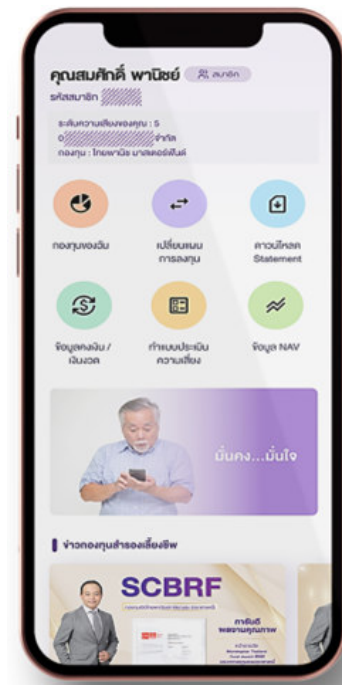 คุณสมศักดิ์ พานิชย์ สมาชิก
รหัสสมาชิก
ระดับความเสี่ยงของคุณ : 5
0 จำกัด
กองทุน : ไทยพาณิช มาสเตอร์ฟันด์
กองทุนของฉัน
เปลี่ยนแผน
การลงทุน
ดาวน์โหลด
Statement
ข้อมูลคงเงิน /
เงินงวด
ทำแบบประเมิน
ความเสี่ยง
ข้อมูล NAV
มั่นคง...มั่นใจ
ข่าวกองทุนสำรองเลี้ยงชีพ
SCBRF
การันตี
ผลงานคุณภาพ